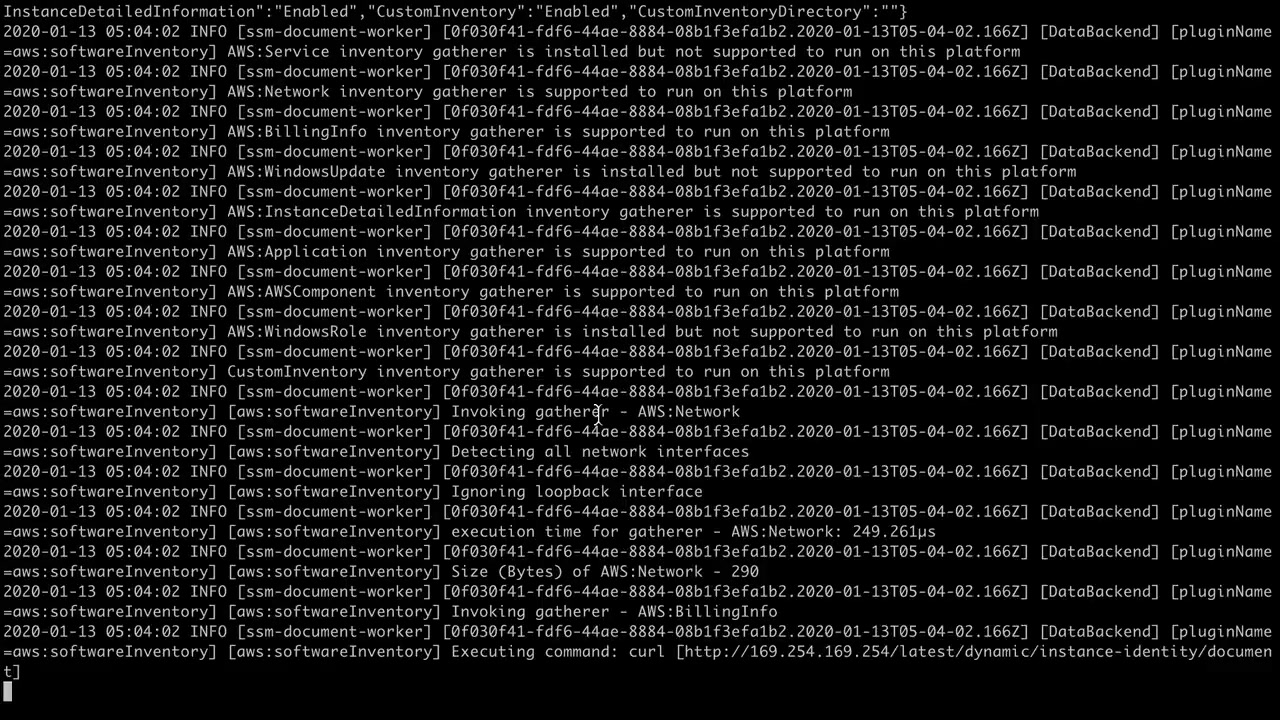 InstanceDetailedInformation":"Enabled","CustomInventory":"Enabled","CustomInventoryDirectory":""}
2020-01-13 05:04:02 INFO [ssm-document-worker] [0f030f41-fdf6-44ae-8884-08b1f3efa1b2.2020-01-13T05-04-02.166Z] [DataBackend] [pluginName
=aws:softwareInventory] AWS:Service inventory gatherer is installed but not supported to run on this platform
2020-01-13 05:04:02 INFO [ssm-document-worker] [0f030f41-fdf6-44ae-8884-08b1f3efa1b2.2020-01-13T05-04-02.166Z] [DataBackend] [pluginName
=aws:softwareInventory] AWS:Network inventory gatherer is supported to run on this platform
2020-01-13 05:04:02 INFO [ssm-document-worker] [0f030f41-fdf6-44ae-8884-08b1f3efa1b2.2020-01-13T05-04-02.166Z] [DataBackend] [pluginName
=aws:softwareInventory] AWS:BillingInfo inventory gatherer is supported to run on this platform
2020-01-13 05:04:02 INFO [ssm-document-worker] [0f030f41-fdf6-44ae-8884-08b1f3efa1b2.2020-01-13T05-04-02.166Z] [DataBackend] [pluginName
=aws:softwareInventory] AWS:WindowsUpdate inventory gatherer is installed but not supported to run on this platform
2020-01-13 05:04:02 INFO [ssm-document-worker] [0f030f41-fdf6-44ae-8884-08b1f3efa1b2.2020-01-13T05-04-02.166Z] [DataBackend] [pluginName
=aws:softwareInventory] AWS:InstanceDetailedInformation inventory gatherer is supported to run on this platform
2020-01-13 05:04:02 INFO [ssm-document-worker] [0f030f41-fdf6-44ae-8884-08b1f3efa1b2.2020-01-13T05-04-02.166Z] [DataBackend] [pluginName
=aws:softwareInventory] AWS:Application inventory gatherer is supported to run on this platform
2020-01-13 05:04:02 INFO [ssm-document-worker] [0f030f41-fdf6-44ae-8884-08b1f3efa1b2.2020-01-13T05-04-02.166Z] [DataBackend] [pluginName
=aws:softwareInventory] AWS:AWSComponent inventory gatherer is supported to run on this platform
2020-01-13 05:04:02 INFO [ssm-document-worker] [0f030f41-fdf6-44ae-8884-08b1f3efa1b2.2020-01-13T05-04-02.166Z] [DataBackend] [pluginName
=aws:softwareInventory] AWS:WindowsRole inventory gatherer is installed but not supported to run on this platform
2020-01-13 05:04:02 INFO [ssm-document-worker] [0f030f41-fdf6-44ae-8884-08b1f3efa1b2.2020-01-13T05-04-02.166Z] [DataBackend] [pluginName
=aws:softwareInventory] CustomInventory inventory gatherer is supported to run on this platform
2020-01-13 05:04:02 INFO [ssm-document-worker] [0f030f41-fdf6-44ae-8884-08b1f3efa1b2.2020-01-13T05-04-02.166Z] [DataBackend] [pluginName
=aws:softwareInventory] [aws:softwareInventory] Invoking gatherer - AWS:Network
2020-01-13 05:04:02 INFO [ssm-document-worker] [0f030f41-fdf6-44ae-8884-08b1f3efa1b2.2020-01-13T05-04-02.166Z] [DataBackend] [pluginName
=aws:softwareInventory] [aws:softwareInventory] Detecting all network interfaces
2020-01-13 05:04:02 INFO [ssm-document-worker] [0f030f41-fdf6-44ae-8884-08b1f3efa1b2.2020-01-13T05-04-02.166Z] [DataBackend] [pluginName
=aws:softwareInventory] [aws:softwareInventory] Ignoring loopback interface
2020-01-13 05:04:02 INFO [ssm-document-worker] [0f030f41-fdf6-44ae-8884-08b1f3efa1b2.2020-01-13T05-04-02.166Z] [DataBackend] [pluginName
=aws:softwareInventory] [aws:softwareInventory] execution time for gatherer - AWS:Network: 249.261µs
2020-01-13 05:04:02 INFO [ssm-document-worker] [0f030f41-fdf6-44ae-8884-08b1f3efa1b2.2020-01-13T05-04-02.166Z] [DataBackend] [pluginName
=aws:softwareInventory] [aws:softwareInventory] Size (Bytes) of AWS:Network - 290
2020-01-13 05:04:02 INFO [ssm-document-worker] [0f030f41-fdf6-44ae-8884-08b1f3efa1b2.2020-01-13T05-04-02.166Z] [DataBackend] [pluginName
=aws:softwareInventory] [aws:softwareInventory] Invoking gatherer - AWS:BillingInfo
2020-01-13 05:04:02 INFO [ssm-document-worker] [0f030f41-fdf6-44ae-8884-08b1f3efa1b2.2020-01-13T05-04-02.166Z] [DataBackend] [pluginName
=aws:softwareInventory] [aws:softwareInventory] Executing command: curl [http://169.254.169.254/latest/dynamic/instance-identity/documen
t]